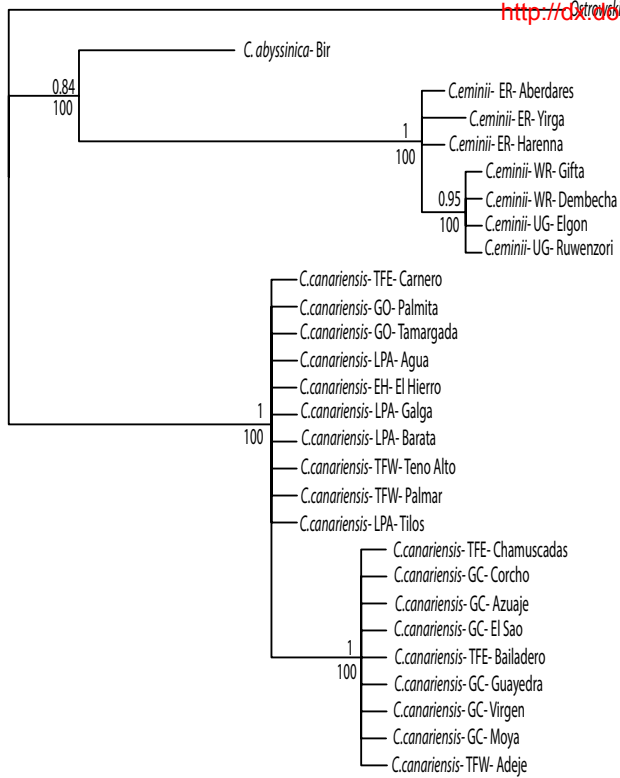 http://dx.do
C. abyssinica- Bir
0.84
100
C.eminii- ER- Aberdares
C.eminii- ER- Yirga
1
C.eminii- ER- Harenna
100
C.eminii- WR- Gifta
0.95
C.eminii- WR- Dembecha
100
C.eminii- UG- Elgon
C.eminii- UG- Ruwenzori
C.canariensis- TFE- Carnero
C.canariensis- GO- Palmita
C.canariensis- GO- Tamargada
C.canariensis- LPA- Agua
C.canariensis- EH- El Hierro
1
C.canariensis- LPA- Galga
100
C.canariensis- LPA- Barata
C.canariensis- TFW- Teno Alto
C.canariensis- TFW- Palmar
C.canariensis- LPA- Tilos
C.canariensis- TFE- Chamuscadas
C.canariensis- GC- Corcho
C.canariensis- GC- Azuaje
C.canariensis- GC- El Sao
1
C.canariensis- TFE- Bailadero
100
C.canariensis- GC- Guayedra
C.canariensis- GC- Virgen
C.canariensis- GC- Moya
C.canariensis- TFW- Adeje